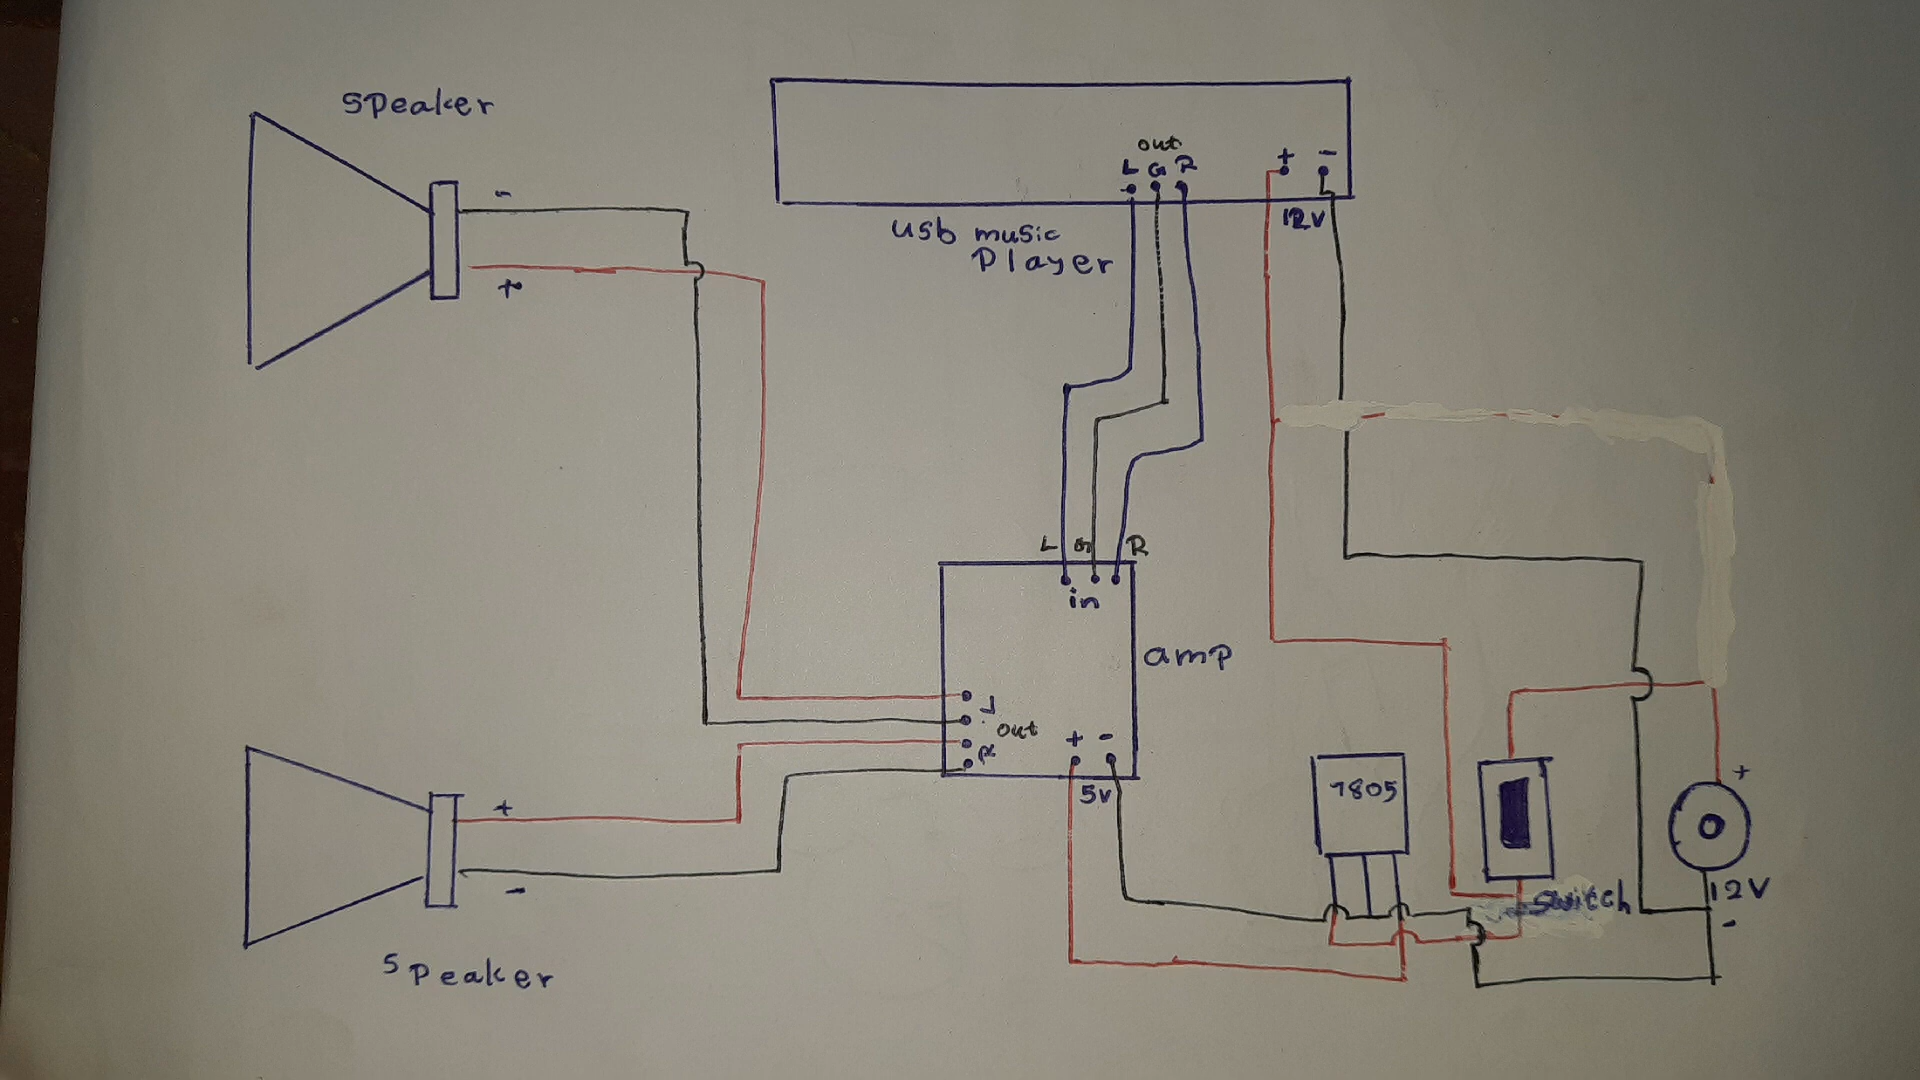 Speaker
-
+
out
L G R
+ -
12V
usb music
Player
L G R
in
amp
L
out
R
+ -
5v
7805
switch
+
12V
-
+
-
Speaker